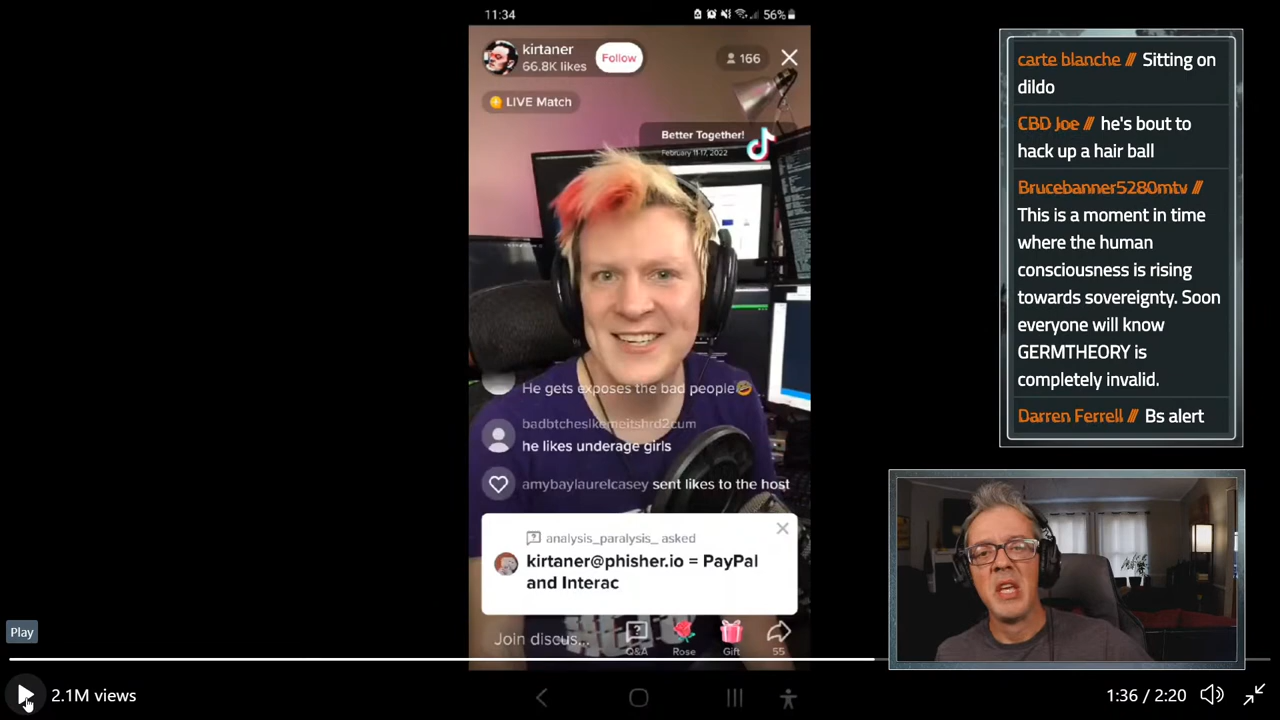 11:34
56%
kirtaner
66.8K likes
Follow
166
LIVE Match
Better Together!
February 11-17, 2022
He gets exposes the bad people🤣
badbtcheslkemeitshrd2cum
he likes underage girls
amybaylaurelcasey sent likes to the host
analysis_paralysis_ asked
kirtaner@phisher.io = PayPal
and Interac
Join discus...
Q&A
Rose
Gift
55
carte blanche // Sitting on
dildo
CBD Joe // he's bout to
hack up a hair ball
Brucebanner5280mtv //
This is a moment in time
where the human
consciousness is rising
towards sovereignty. Soon
everyone will know
GERMTHEORY is
completely invalid.
Darren Ferrell // Bs alert
Play
2.1M views
1:36 / 2:20